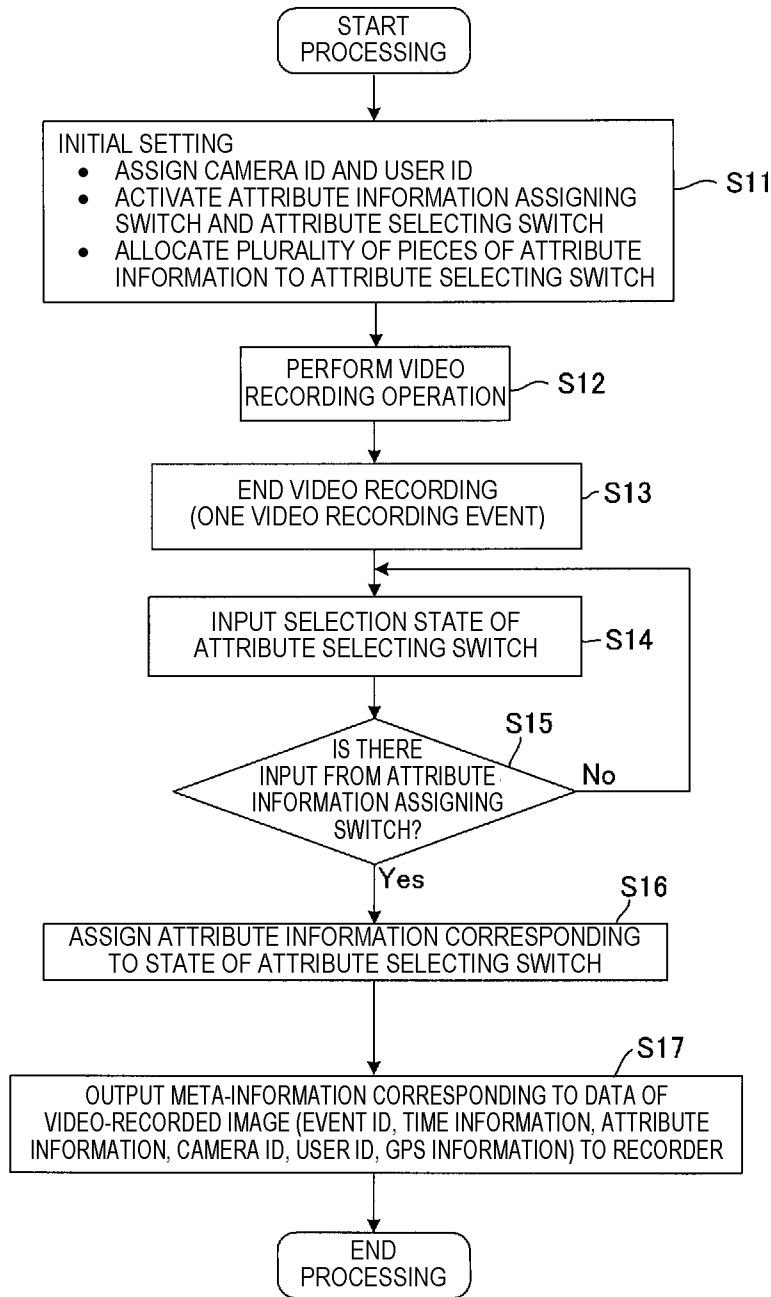 START
PROCESSING
INITIAL SETTING
● ASSIGN CAMERA ID AND USER ID
● ACTIVATE ATTRIBUTE INFORMATION ASSIGNING
SWITCH AND ATTRIBUTE SELECTING SWITCH
● ALLOCATE PLURALITY OF PIECES OF ATTRIBUTE
INFORMATION TO ATTRIBUTE SELECTING SWITCH
S11
PERFORM VIDEO
RECORDING OPERATION
S12
END VIDEO RECORDING
(ONE VIDEO RECORDING EVENT)
S13
INPUT SELECTION STATE OF
ATTRIBUTE SELECTING SWITCH
S14
IS THERE
INPUT FROM ATTRIBUTE
INFORMATION ASSIGNING
SWITCH?
S15
No
Yes
S16
ASSIGN ATTRIBUTE INFORMATION CORRESPONDING
TO STATE OF ATTRIBUTE SELECTING SWITCH
S17
OUTPUT META-INFORMATION CORRESPONDING TO DATA OF
VIDEO-RECORDED IMAGE (EVENT ID, TIME INFORMATION, ATTRIBUTE
INFORMATION, CAMERA ID, USER ID, GPS INFORMATION) TO RECORDER
END
PROCESSING